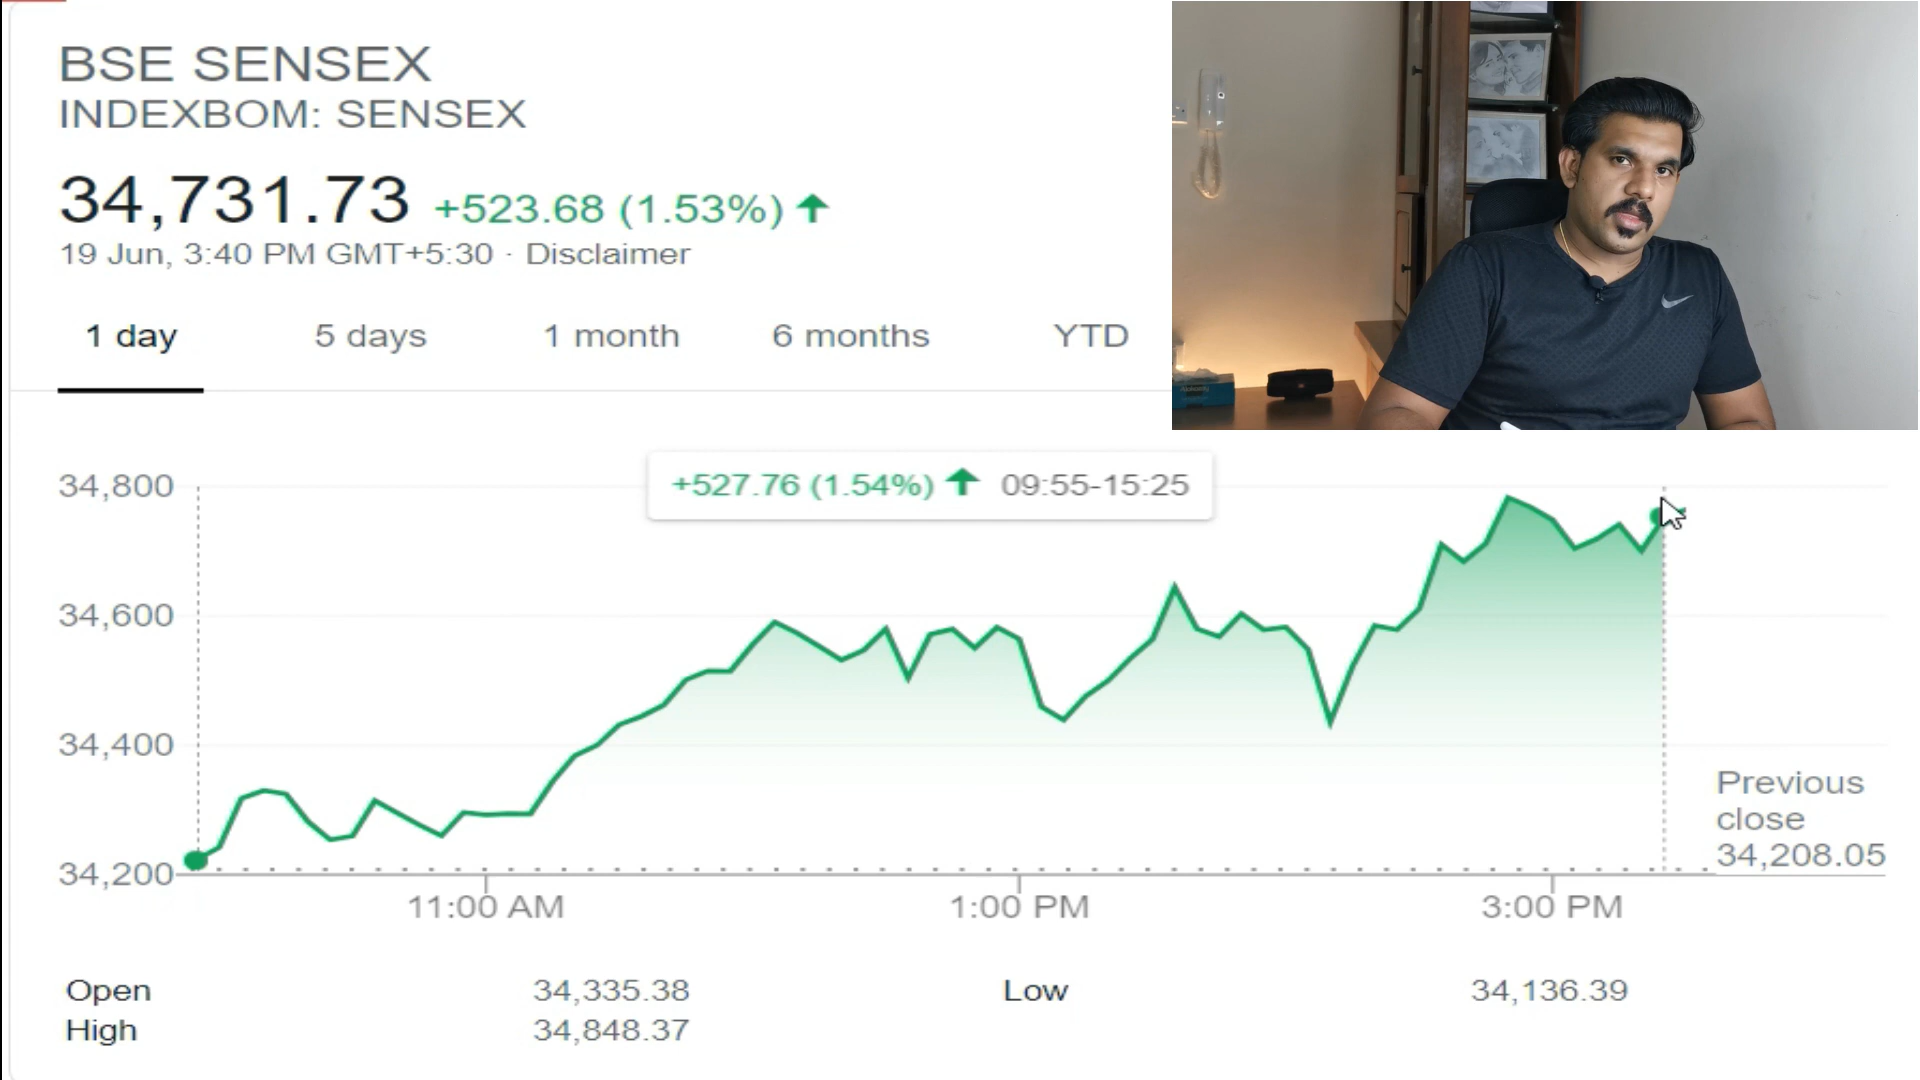 BSE SENSEX
INDEXBOM: SENSEX
34,731.73 +523.68 (1.53%)
19 Jun, 3:40 PM GMT+5:30 · Disclaimer
1 day 5 days 1 month 6 months YTD
+527.76 (1.54%) 09:55-15:25
34,800
34,600
34,400
34,200
Previous
close
34,208.05
11:00 AM 1:00 PM 3:00 PM
Open 34,335.38 Low 34,136.39
High 34,848.37